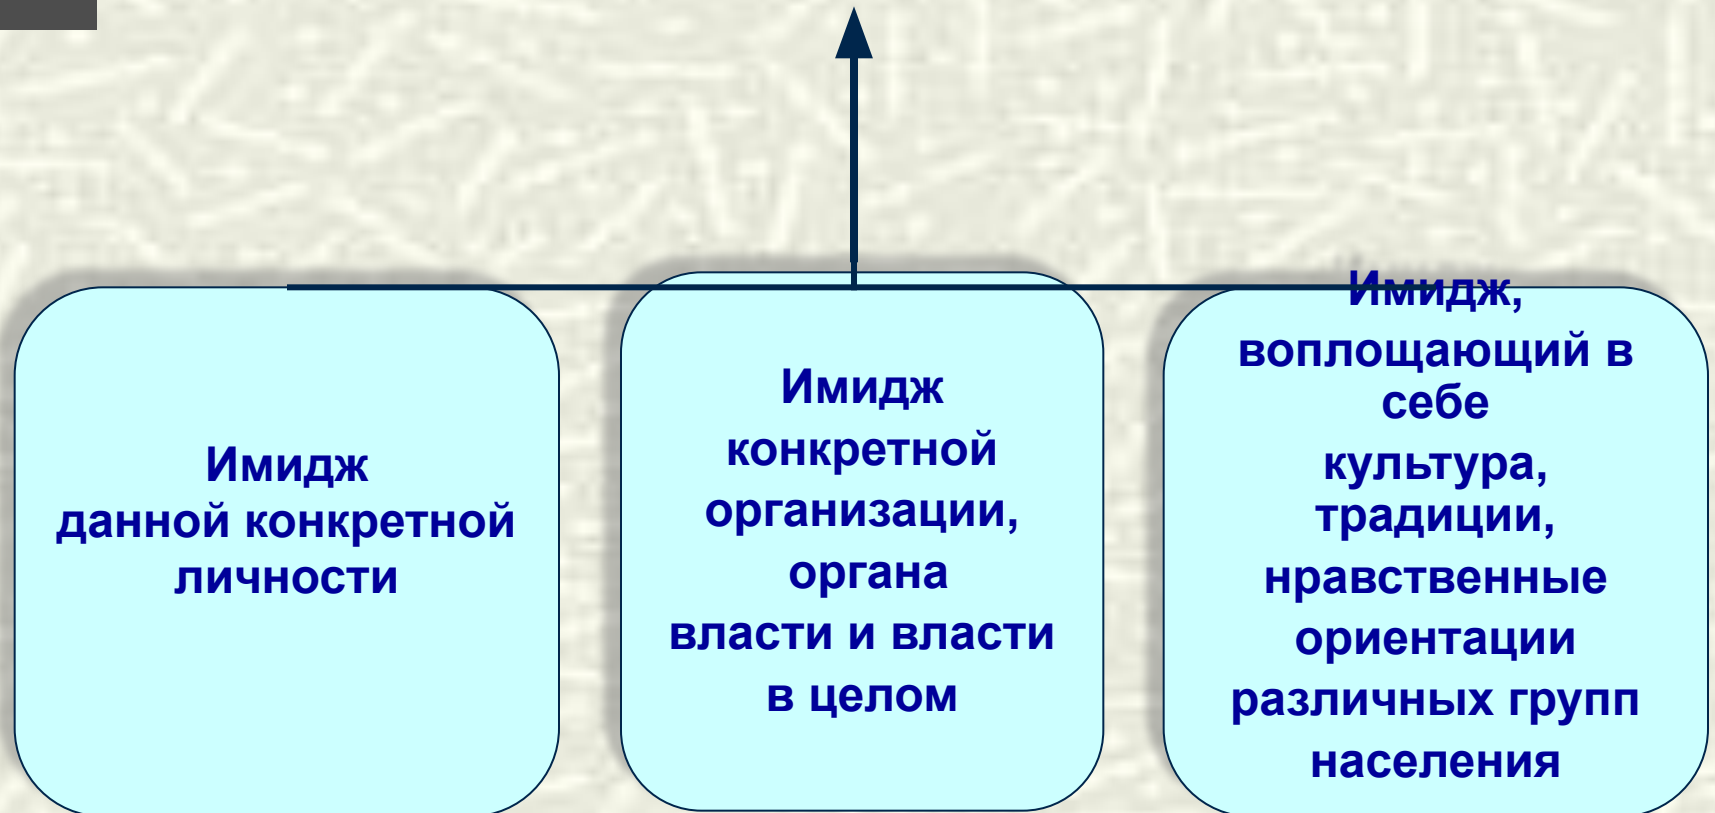 Имидж
данной конкретной
личности
Имидж
конкретной
организации,
органа
власти и власти
в целом
Имидж,
воплощающий в
себе
культура,
традиции,
нравственные
ориентации
различных групп
населения